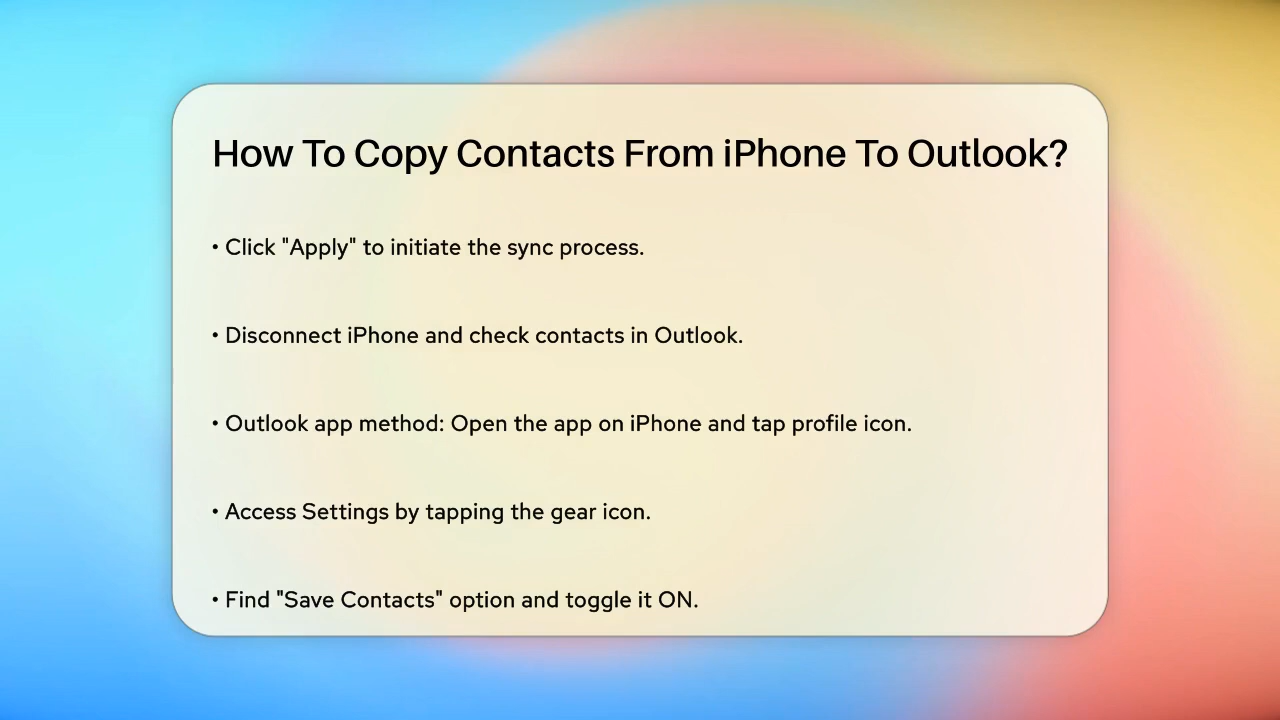 How To Copy Contacts From iPhone To Outlook?
• Click "Apply" to initiate the sync process.
• Disconnect iPhone and check contacts in Outlook.
• Outlook app method: Open the app on iPhone and tap profile icon.
• Access Settings by tapping the gear icon.
• Find "Save Contacts" option and toggle it ON.